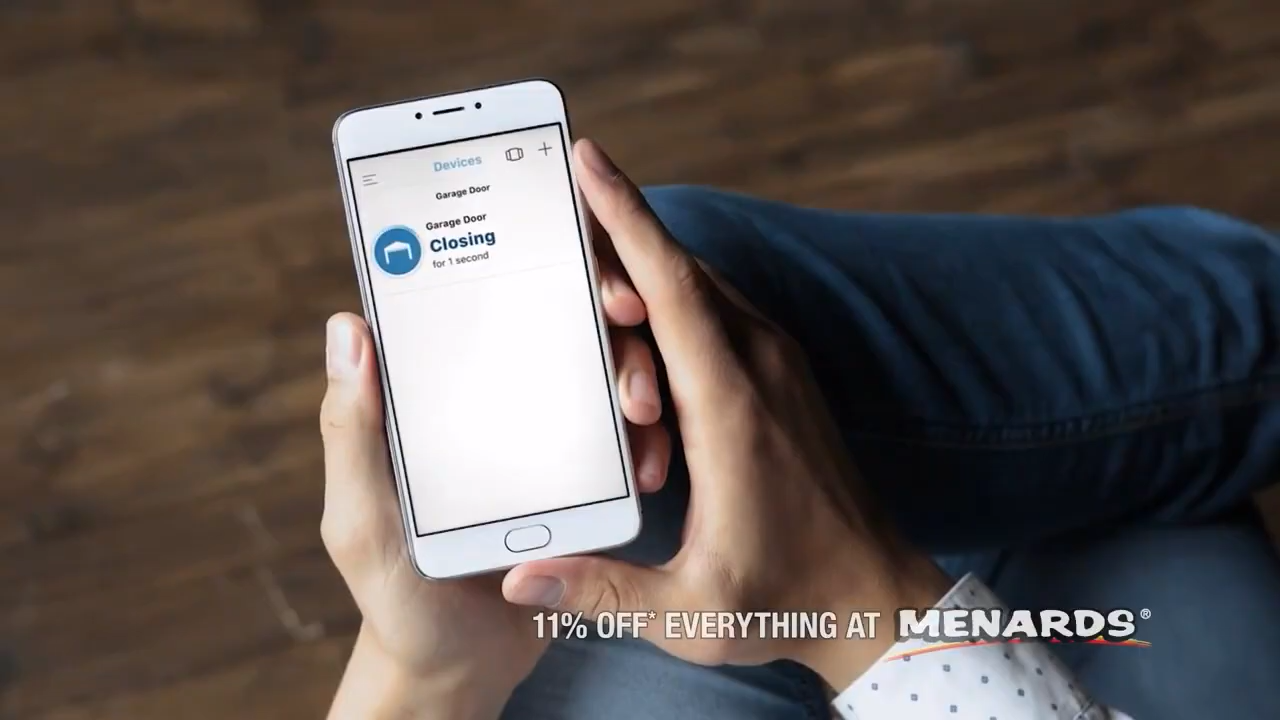 Devices
Garage Door
Garage Door
Closing
for 1 second
11% OFF* EVERYTHING AT MENARDS®